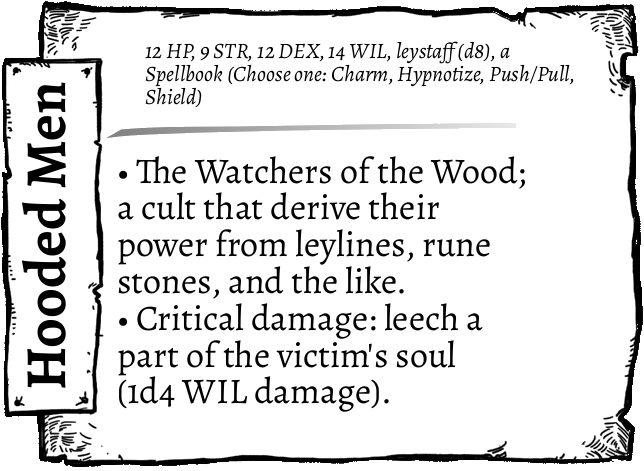 Hooded Men
12 HP, 9 STR, 12 DEX, 14 WIL, leystaff (d8), a
Spellbook (Choose one: Charm, Hypnotize, Push/Pull,
Shield)
• The Watchers of the Wood;
a cult that derive their
power from leylines, rune
stones, and the like.
• Critical damage: leech a
part of the victim's soul
(1d4 WIL damage).